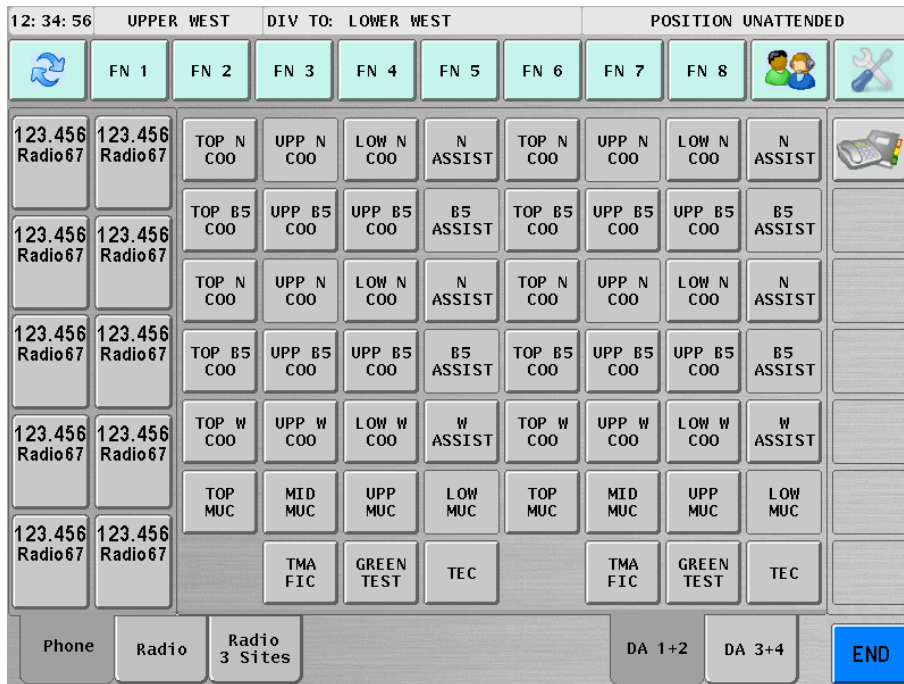 12: 34: 56 UPPER WEST DIV TO: LOWER WEST POSITION UNATTENDED
FN 1 FN 2 FN 3 FN 4 FN 5 FN 6 FN 7 FN 8
123.456 123.456
Radio67 Radio67
123.456 123.456
Radio67 Radio67
123.456 123.456
Radio67 Radio67
123.456 123.456
Radio67 Radio67
123.456 123.456
Radio67 Radio67
TOP N UPP N LOW N N TOP N UPP N LOW N N
COO COO COO ASSIST COO COO COO ASSIST
TOP B5 UPP B5 UPP B5 B5 TOP B5 UPP B5 UPP B5 B5
COO COO COO ASSIST COO COO COO ASSIST
TOP N UPP N LOW N N TOP N UPP N LOW N N
COO COO COO ASSIST COO COO COO ASSIST
TOP B5 UPP B5 UPP B5 B5 TOP B5 UPP B5 UPP B5 B5
COO COO COO ASSIST COO COO COO ASSIST
TOP W UPP W LOW W W TOP W UPP W LOW W W
COO COO COO ASSIST COO COO COO ASSIST
TOP MID UPP LOW TOP MID UPP LOW
MUC MUC MUC MUC MUC MUC MUC MUC
TMA GREEN TEC TMA GREEN TEC
FIC TEST FIC TEST
Phone Radio Radio DA 1+2 DA 3+4 END
3 Sites